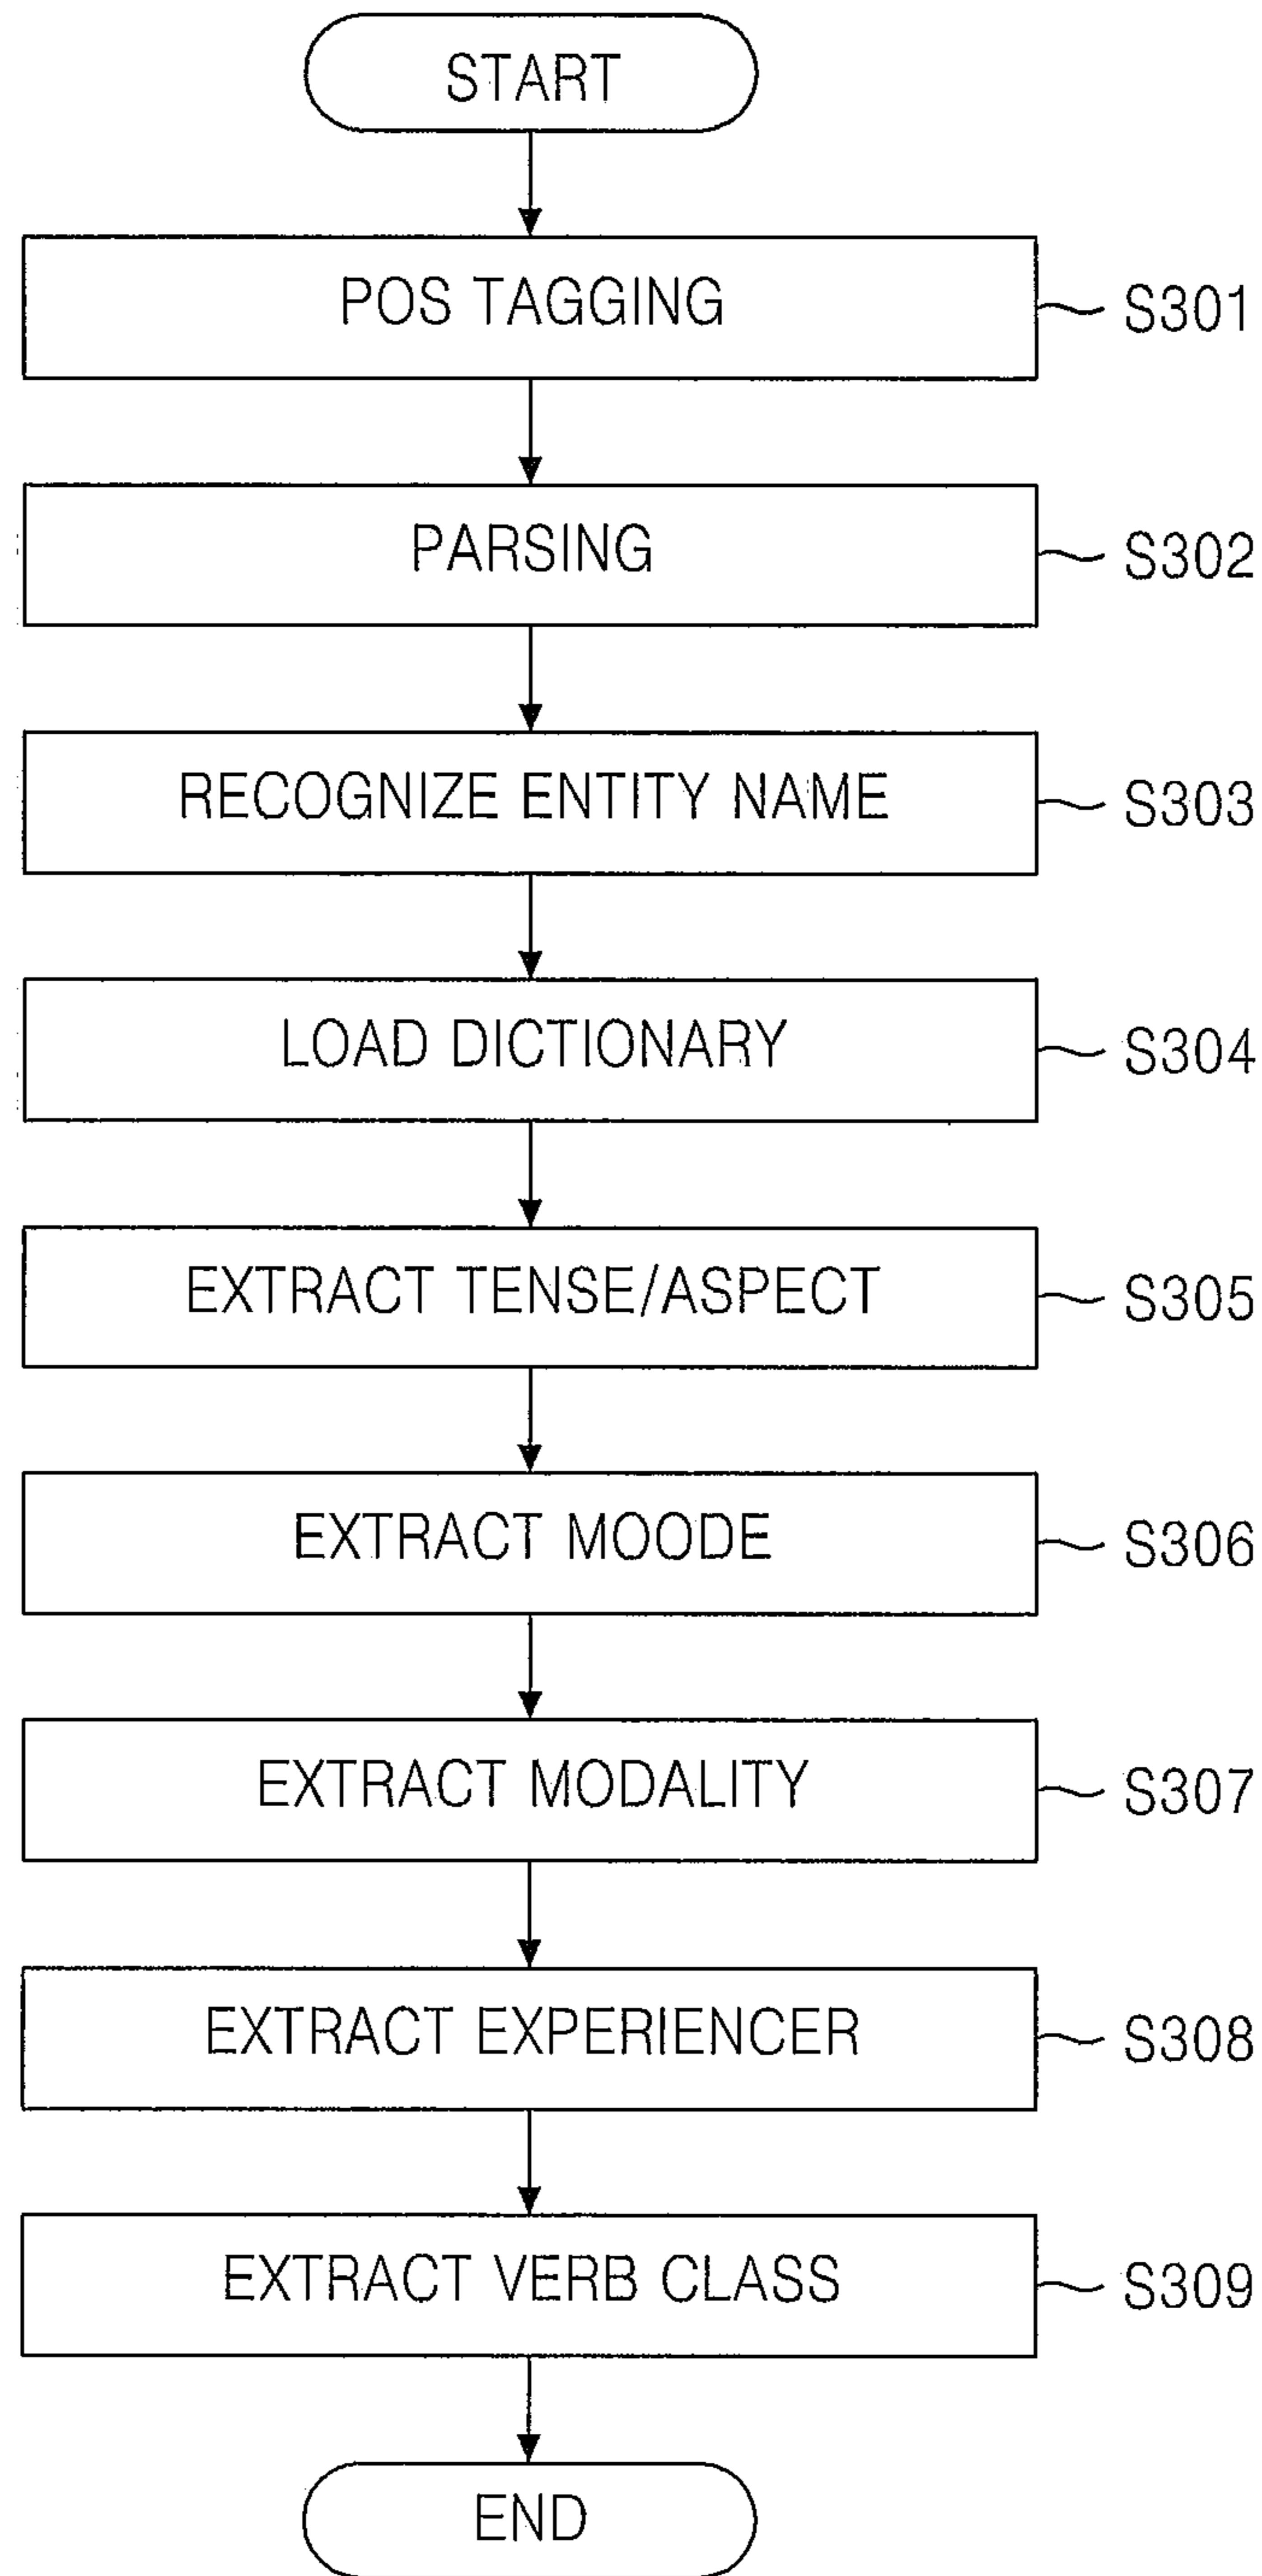 START
POS TAGGING
S301
PARSING
S302
RECOGNIZE ENTITY NAME
S303
LOAD DICTIONARY
S304
EXTRACT TENSE/ASPECT
S305
EXTRACT MOODE
S306
EXTRACT MODALITY
S307
EXTRACT EXPERIENCER
S308
EXTRACT VERB CLASS
S309
END